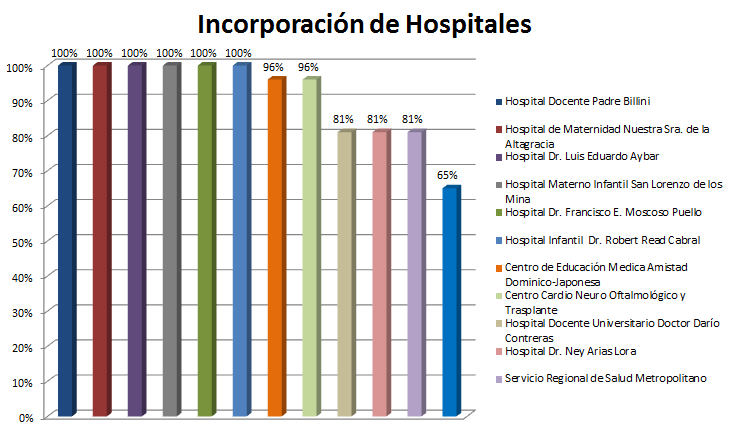 Incorporación de Hospitales
100% 100% 100% 100% 100% 100% 96% 96% 81% 81% 81% 65%
100%
90%
80%
70%
60%
50%
40%
30%
20%
10%
0%
Hospital Docente Padre Billini
Hospital de Maternidad Nuestra Sra. de la
Altagracia
Hospital Dr. Luis Eduardo Aybar
Hospital Materno Infantil San Lorenzo de los
Mina
Hospital Dr. Francisco E. Moscoso Puello
Hospital Infantil Dr. Robert Read Cabral
Centro de Educación Medica Amistad
Dominico-Japonesa
Centro Cardio Neuro Oftalmológico y
Trasplante
Hospital Docente Universitario Doctor Darío
Contreras
Hospital Dr. Ney Arias Lora
Servicio Regional de Salud Metropolitano